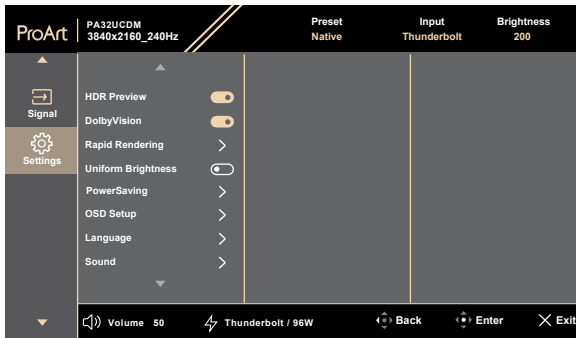 ProArt
PA32UCDM
3840x2160_240Hz
Preset
Native
Input
Thunderbolt
Brightness
200
Signal
Settings
HDR Preview
DolbyVision
Rapid Rendering
Uniform Brightness
PowerSaving
OSD Setup
Language
Sound
Volume 50
Thunderbolt / 96W
Back
Enter
Exit